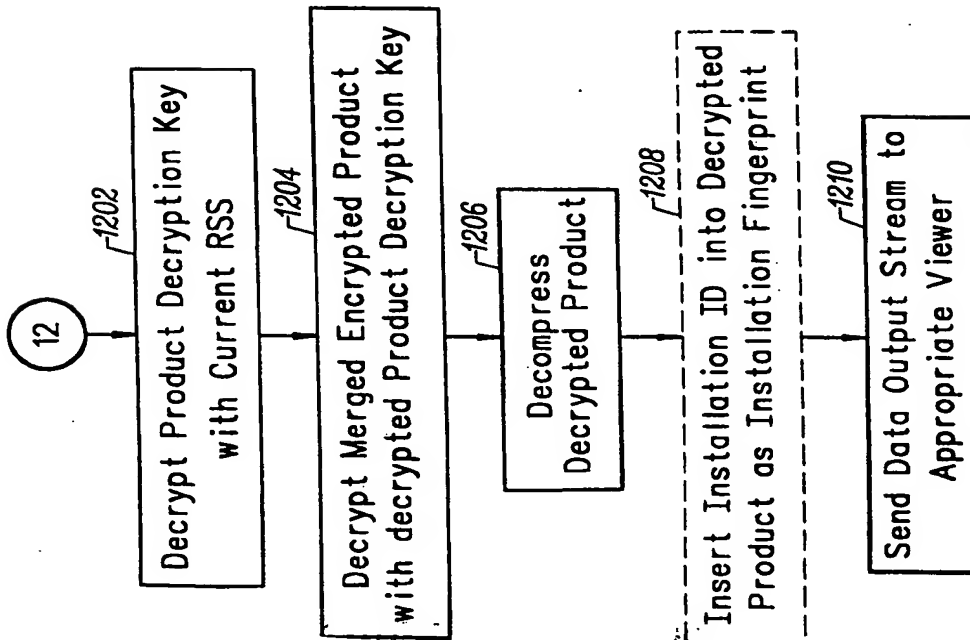 12
1202
Decrypt Product Decryption Key
with Current RSS
1204
Decrypt Merged Encrypted Product
with decrypted Product Decryption Key
1206
Decompress
Decrypted Product
1208
Insert Installation ID into Decrypted
Product as Installation Fingerprint
1210
Send Data Output Stream to
Appropriate Viewer